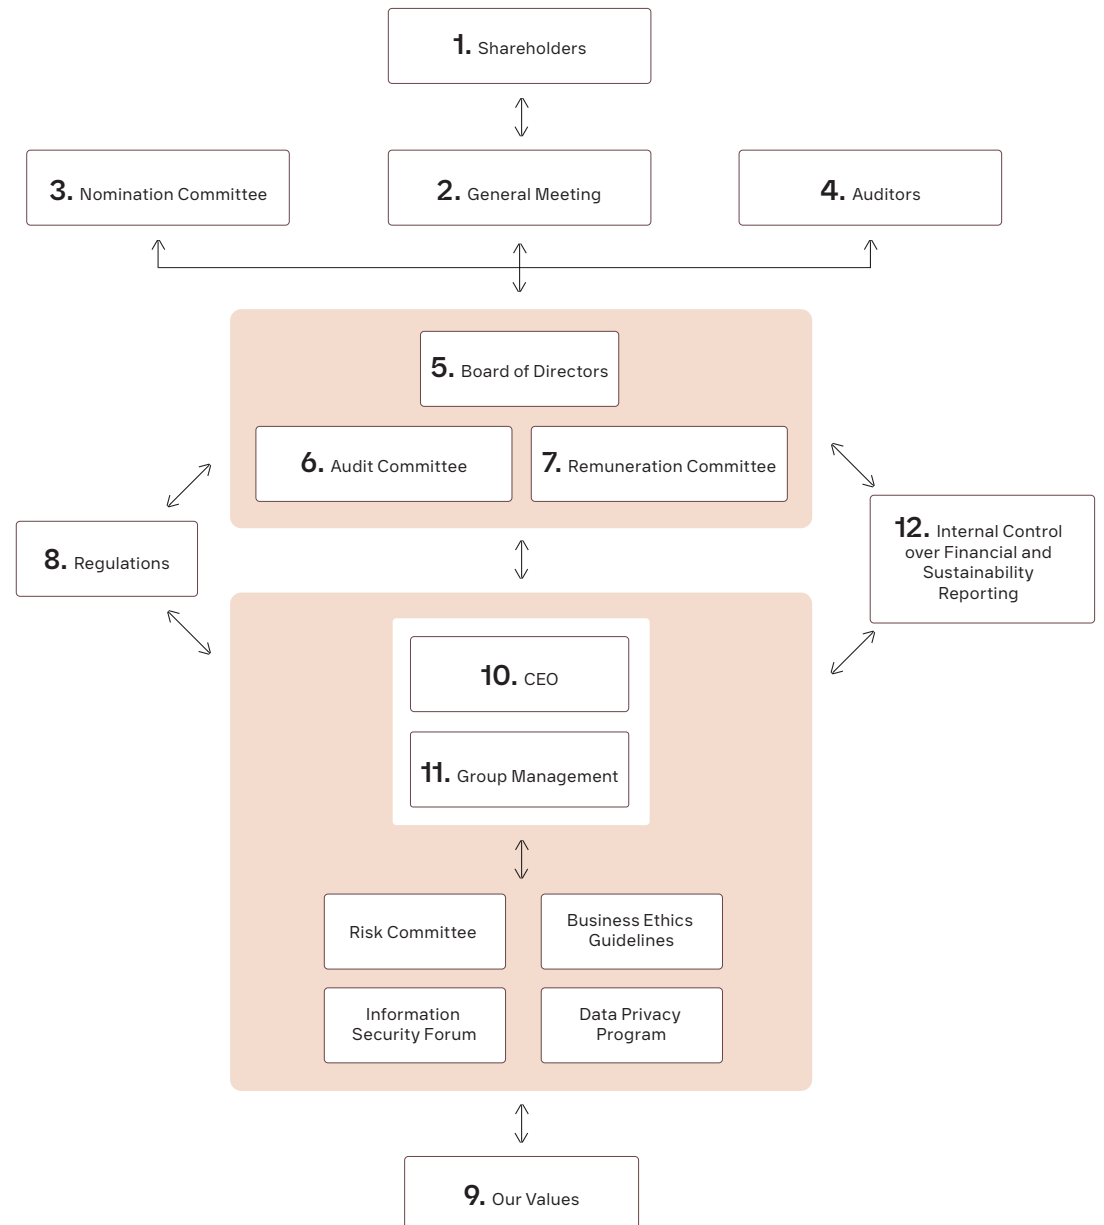 1. Shareholders
3. Nomination Committee
2. General Meeting
4. Auditors
5. Board of Directors
6. Audit Committee
7. Remuneration Committee
8. Regulations
12. Internal Control
over Financial and
Sustainability
Reporting
10. CEO
11. Group Management
Risk Committee
Business Ethics
Guidelines
Information
Security Forum
Data Privacy
Program
9. Our Values